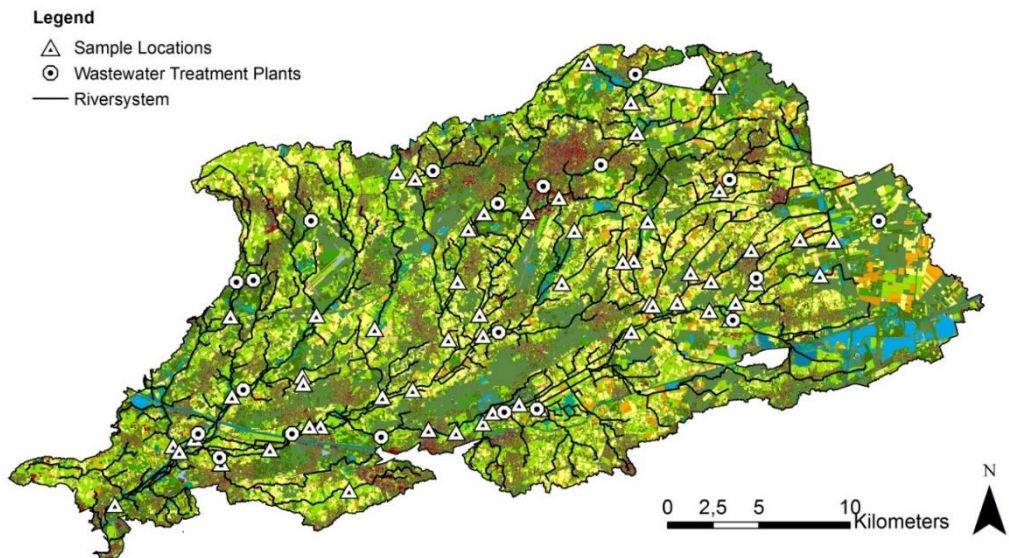 Legend
Sample Locations
Wastewater Treatment Plants
Riversystem
N
0 2,5 5 10
Kilometers